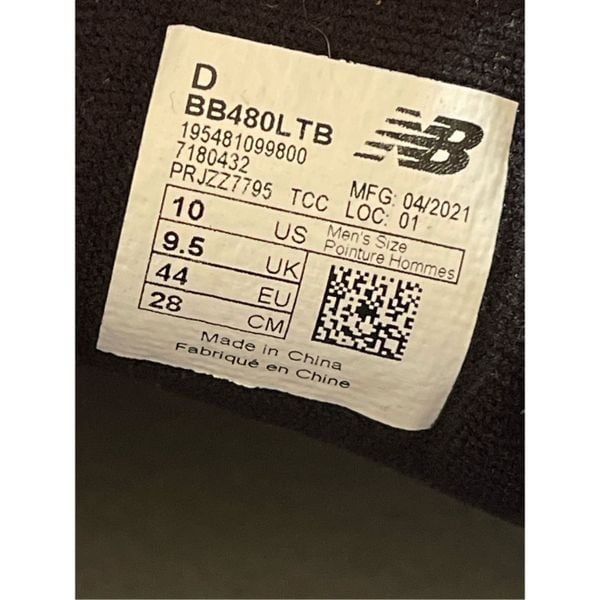 D
BB480LTB
195481099800
7180432
PRJZZ7795 TCC
NB
MFG: 04/2021
LOC: 01
10 US
9.5 UK
44 EU
28 CM
Men's Size
Pointure Hommes
Made in China
Fabriqué en Chine